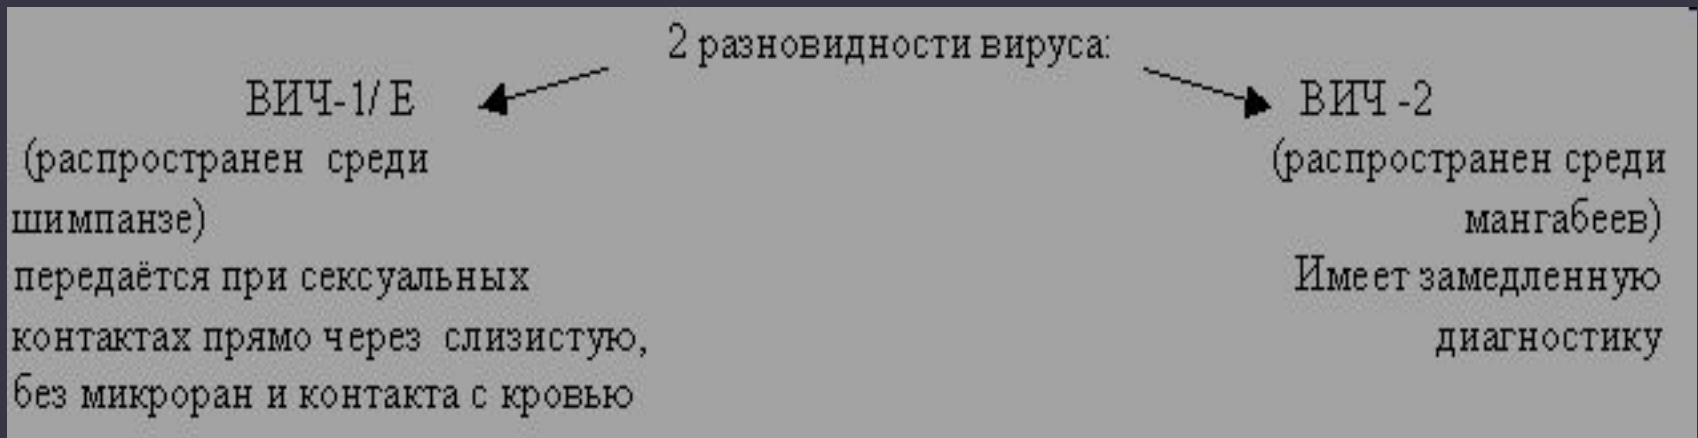 2 разновидности вируса:
ВИЧ-1/ Е
(распространен среди
шимпанзе)
передаётся при сексуальных
контактах прямо через слизистую,
без микроран и контакта с кровью
ВИЧ -2
(распространен среди
мангабеев)
Имеет замедленную
диагностику